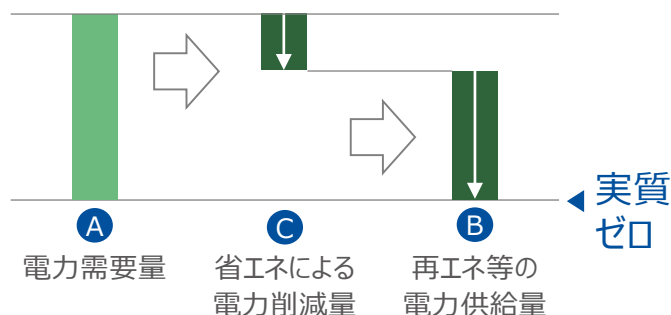 A
電力需要量
C
省エネによる
電力削減量
B
再エネ等の
電力供給量
実質
ゼロ